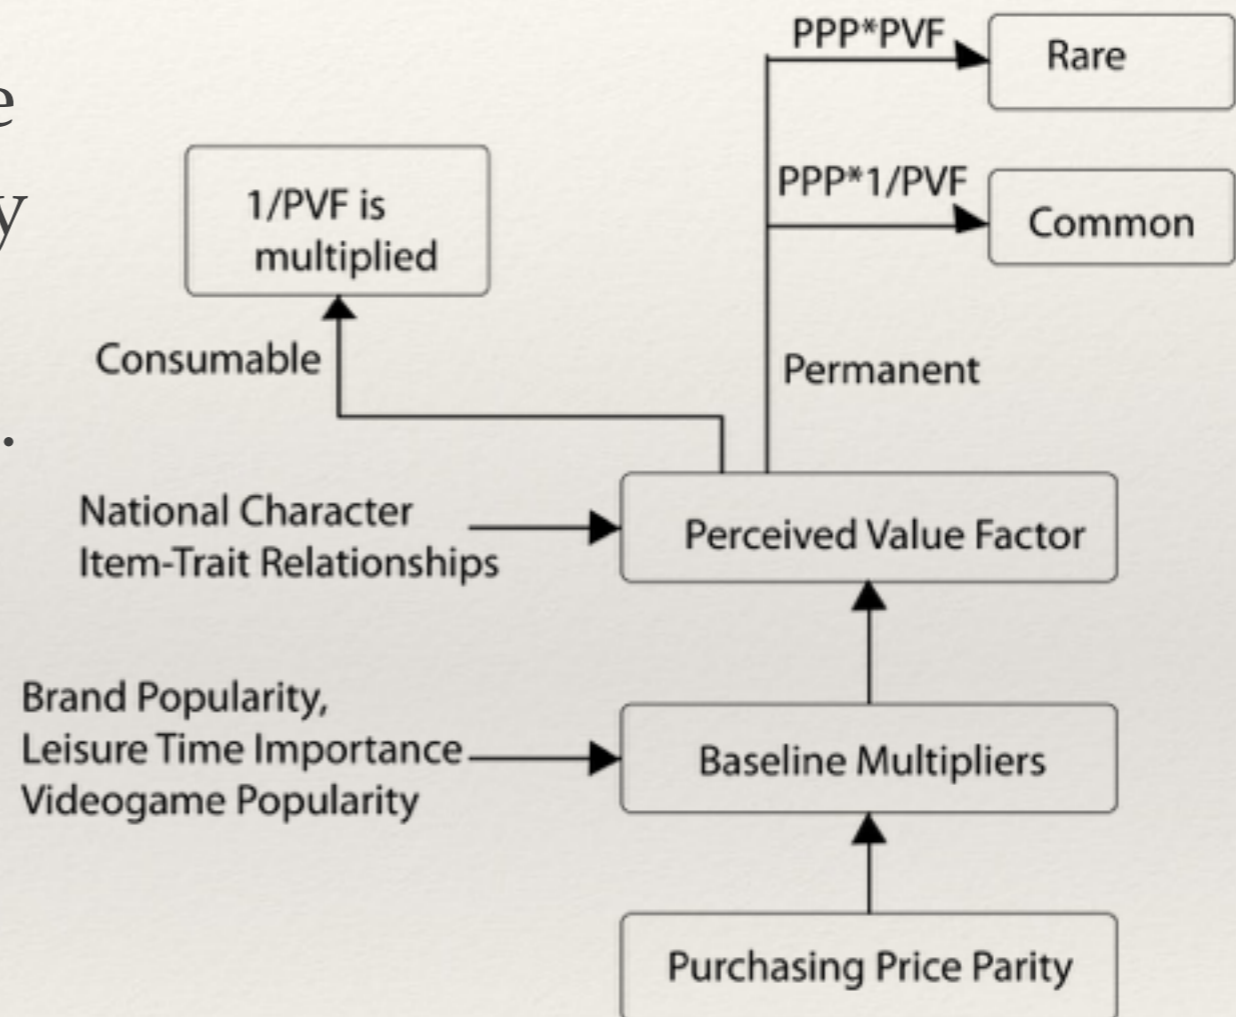 e
y
.
PPP*PVF
Rare
PPP*1/PVF
Common
1/PVF is
multiplied
Consumable
Permanent
National Character
Item-Trait Relationships
Perceived Value Factor
Brand Popularity,
Leisure Time Importance
Videogame Popularity
Baseline Multipliers
Purchasing Price Parity